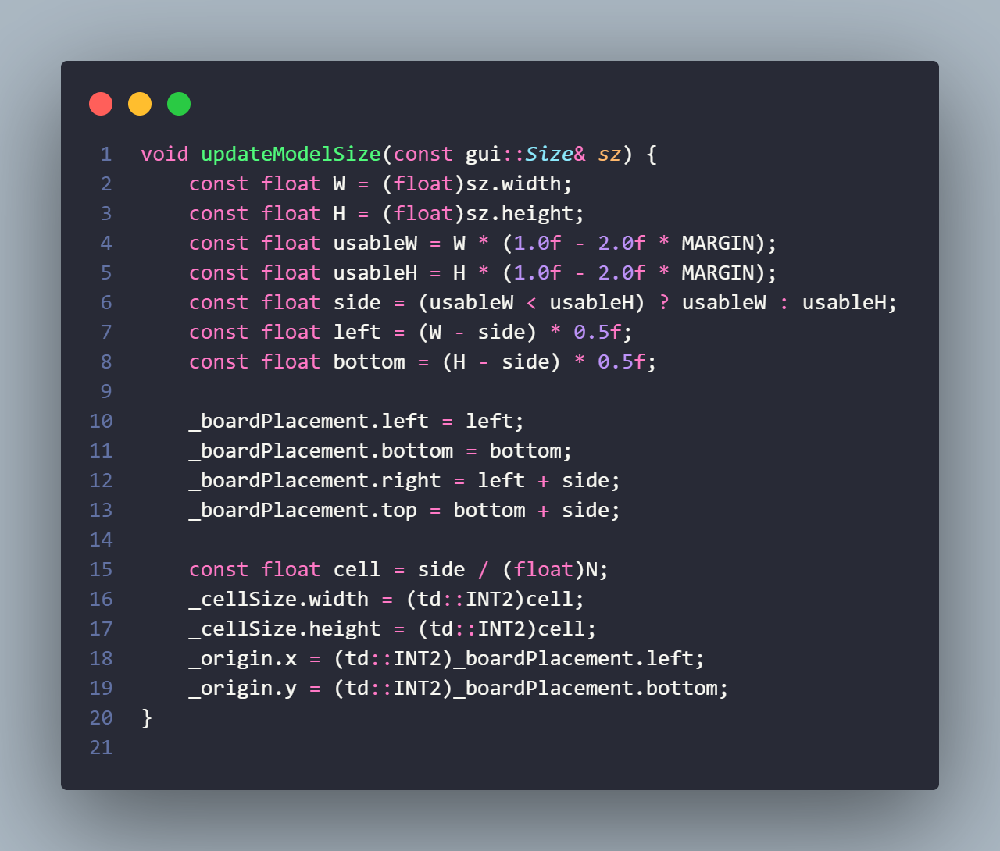 1 void updateModelSize(const gui::Size& sz) {
2     const float W = (float)sz.width;
3     const float H = (float)sz.height;
4     const float usableW = W * (1.0f - 2.0f * MARGIN);
5     const float usableH = H * (1.0f - 2.0f * MARGIN);
6     const float side = (usableW < usableH) ? usableW : usableH;
7     const float left = (W - side) * 0.5f;
8     const float bottom = (H - side) * 0.5f;
9
10     _boardPlacement.left = left;
11     _boardPlacement.bottom = bottom;
12     _boardPlacement.right = left + side;
13     _boardPlacement.top = bottom + side;
14
15     const float cell = side / (float)N;
16     _cellSize.width = (td::INT2)cell;
17     _cellSize.height = (td::INT2)cell;
18     _origin.x = (td::INT2)_boardPlacement.left;
19     _origin.y = (td::INT2)_boardPlacement.bottom;
20 }
21